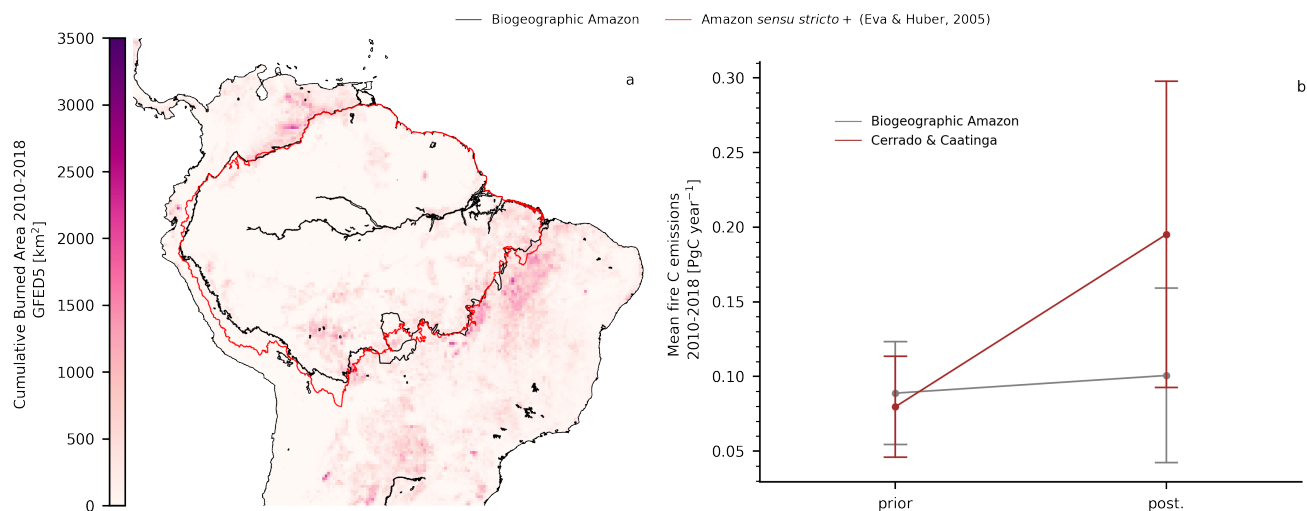 Biogeographic Amazon
Amazon sensu stricto + (Eva & Huber, 2005)
a
3500
3000
2500
2000
1500
1000
500
0
Cumulative Burned Area 2010-2018
GFED5 [km²]
b
0.30
0.25
0.20
0.15
0.10
0.05
Mean fire C emissions
2010-2018 [PgC year⁻¹]
Biogeographic Amazon
Cerrado & Caatinga
prior
post.